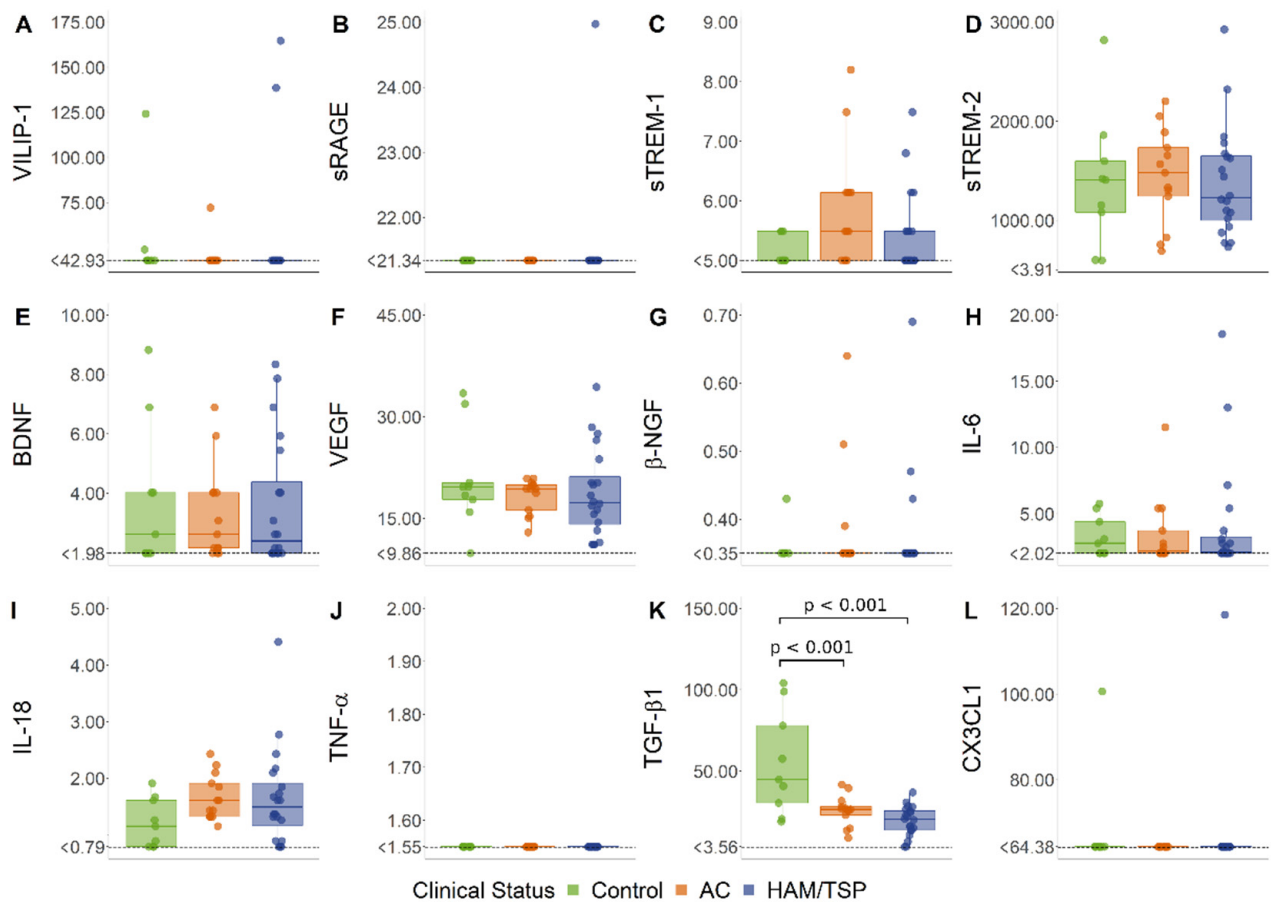 A
VILIP-1
175.00
150.00
125.00
100.00
75.00
<42.93
B
sRAGE
25.00
24.00
23.00
22.00
<21.34
C
sTREM-1
9.00
8.00
7.00
6.00
<5.00
D
sTREM-2
3000.00
2000.00
1000.00
<3.91
E
BDNF
10.00
8.00
6.00
4.00
<1.98
F
VEGF
45.00
30.00
15.00
<9.86
G
β-NGF
0.70
0.60
0.50
0.40
<0.35
H
IL-6
20.00
15.00
10.00
5.00
<2.02
I
IL-18
5.00
4.00
3.00
2.00
<0.79
J
TNF-α
2.00
1.90
1.80
1.70
1.60
<1.55
K
TGF-β1
150.00
100.00
50.00
<3.56
p < 0.001
p < 0.001
L
CX3CL1
120.00
100.00
80.00
<64.38
Clinical Status Control AC HAM/TSP